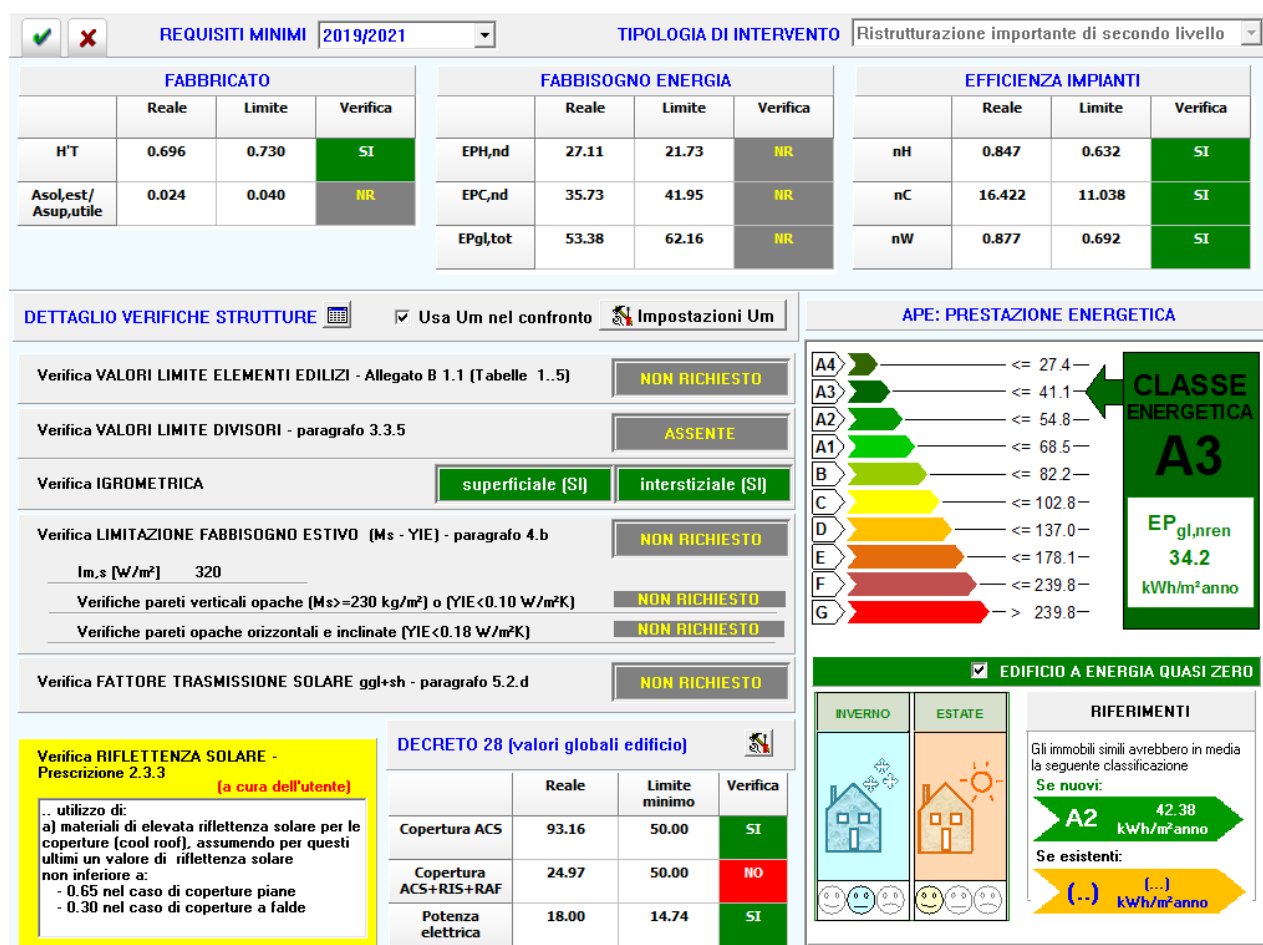 REQUISITI MINIMI 2019/2021 TIPOLOGIA DI INTERVENTO Ristrutturazione importante di secondo livello
FABBRICATO
Reale Limite Verifica
H'T 0.696 0.730 SI
Asol,est/
Asup,utile 0.024 0.040 NR
FABBISOGNO ENERGIA
Reale Limite Verifica
EPH,nd 27.11 21.73 NR
EPC,nd 35.73 41.95 NR
EPgl,tot 53.38 62.16 NR
EFFICIENZA IMPIANTI
Reale Limite Verifica
nH 0.847 0.632 SI
nC 16.422 11.038 SI
nW 0.877 0.692 SI
DETTAGLIO VERIFICHE STRUTTURE Usa Um nel confronto Impostazioni Um
Verifica VALORI LIMITE ELEMENTI EDILIZI - Allegato B 1.1 (Tabelle 1..5) NON RICHIESTO
Verifica VALORI LIMITE DIVISORI - paragrafo 3.3.5 ASSENTE
Verifica IGROMETRICA superficiale (SI) interstiziale (SI)
Verifica LIMITAZIONE FABBISOGNO ESTIVO (Ms - YIE) - paragrafo 4.b NON RICHIESTO
Im,s [W/m²] 320
Verifiche pareti verticali opache (Ms>=230 kg/m²) o (YIE<0.10 W/m²K) NON RICHIESTO
Verifiche pareti opache orizzontali e inclinate (YIE<0.18 W/m²K) NON RICHIESTO
Verifica FATTORE TRASMISSIONE SOLARE ggl+sh - paragrafo 5.2.d NON RICHIESTO
Verifica RIFLETTENZA SOLARE -
Prescrizione 2.3.3
(a cura dell'utente)
.. utilizzo di:
a) materiali di elevata riflettenza solare per le
coperture (cool roof), assumendo per questi
ultimi un valore di riflettenza solare
non inferiore a:
- 0.65 nel caso di coperture piane
- 0.30 nel caso di coperture a falde
DECRETO 28 (valori globali edificio)
Reale Limite minimo Verifica
Copertura ACS 93.16 50.00 SI
Copertura
ACS+RIS+RAF 24.97 50.00 NO
Potenza
elettrica 18.00 14.74 SI
APE: PRESTAZIONE ENERGETICA
A4 <= 27.4
A3 <= 41.1
A2 <= 54.8
A1 <= 68.5
B <= 82.2
C <= 102.8
D <= 137.0
E <= 178.1
F <= 239.8
G > 239.8
CLASSE
ENERGETICA
A3
EPgl,nren
34.2
kWh/m²anno
EDIFICIO A ENERGIA QUASI ZERO
INVERNO ESTATE
RIFERIMENTI
Gli immobili simili avrebbero in media
la seguente classificazione
Se nuovi:
A2 42.38
kWh/m²anno
Se esistenti:
(..) (...)
kWh/m²anno